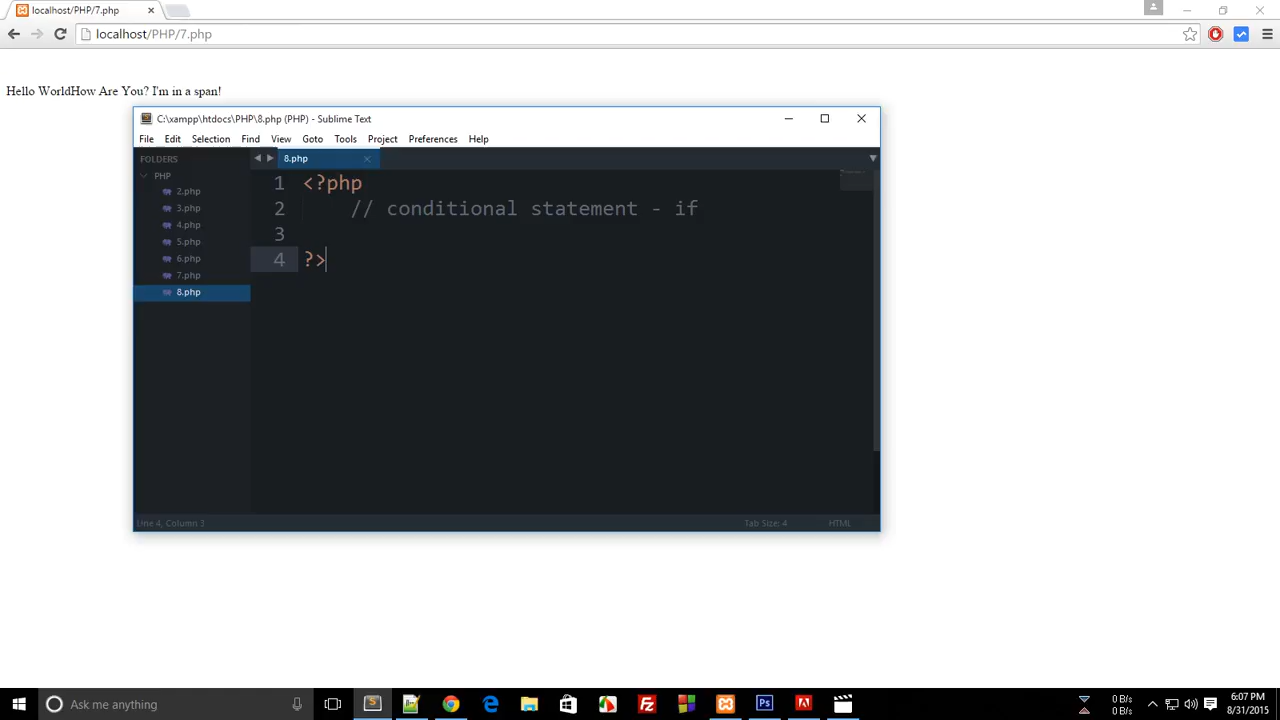 localhost/PHP/7.php
localhost/PHP/7.php
Hello WorldHow Are You? I'm in a span!
C:\xampp\htdocs\PHP\8.php (PHP) - Sublime Text
File Edit Selection Find View Goto Tools Project Preferences Help
FOLDERS
PHP
2.php
3.php
4.php
5.php
6.php
7.php
8.php
8.php
1 <?php
2 // conditional statement - if
3
4 ?>
Line 4, Column 3
Tab Size: 4
HTML
Ask me anything
0 B/s
0 B/s
6:07 PM
8/31/2015